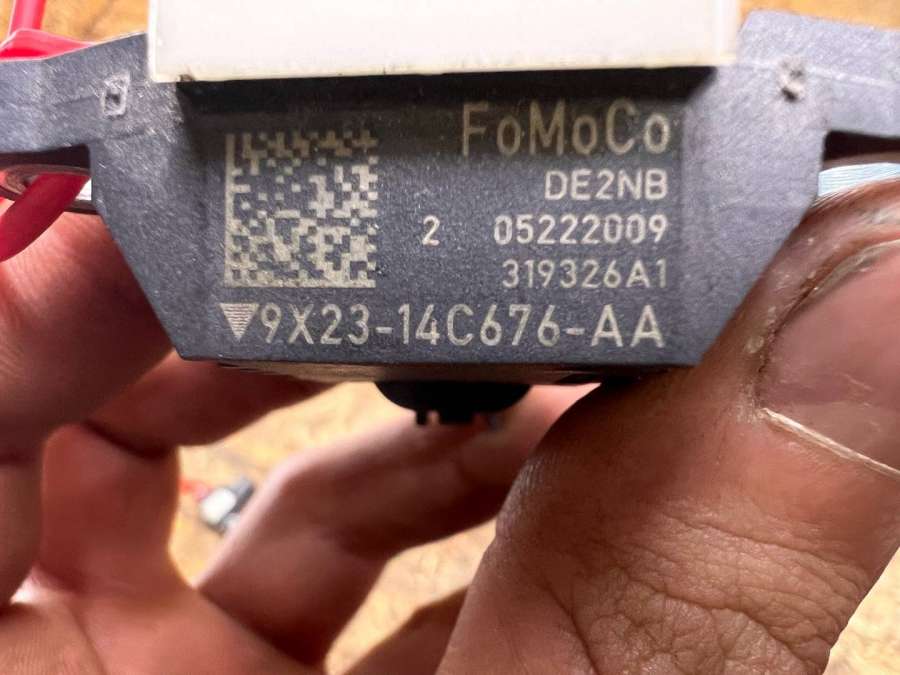 FoMoCo
DE2NB
2 05222009
319326A1
9X23-14C676-AA